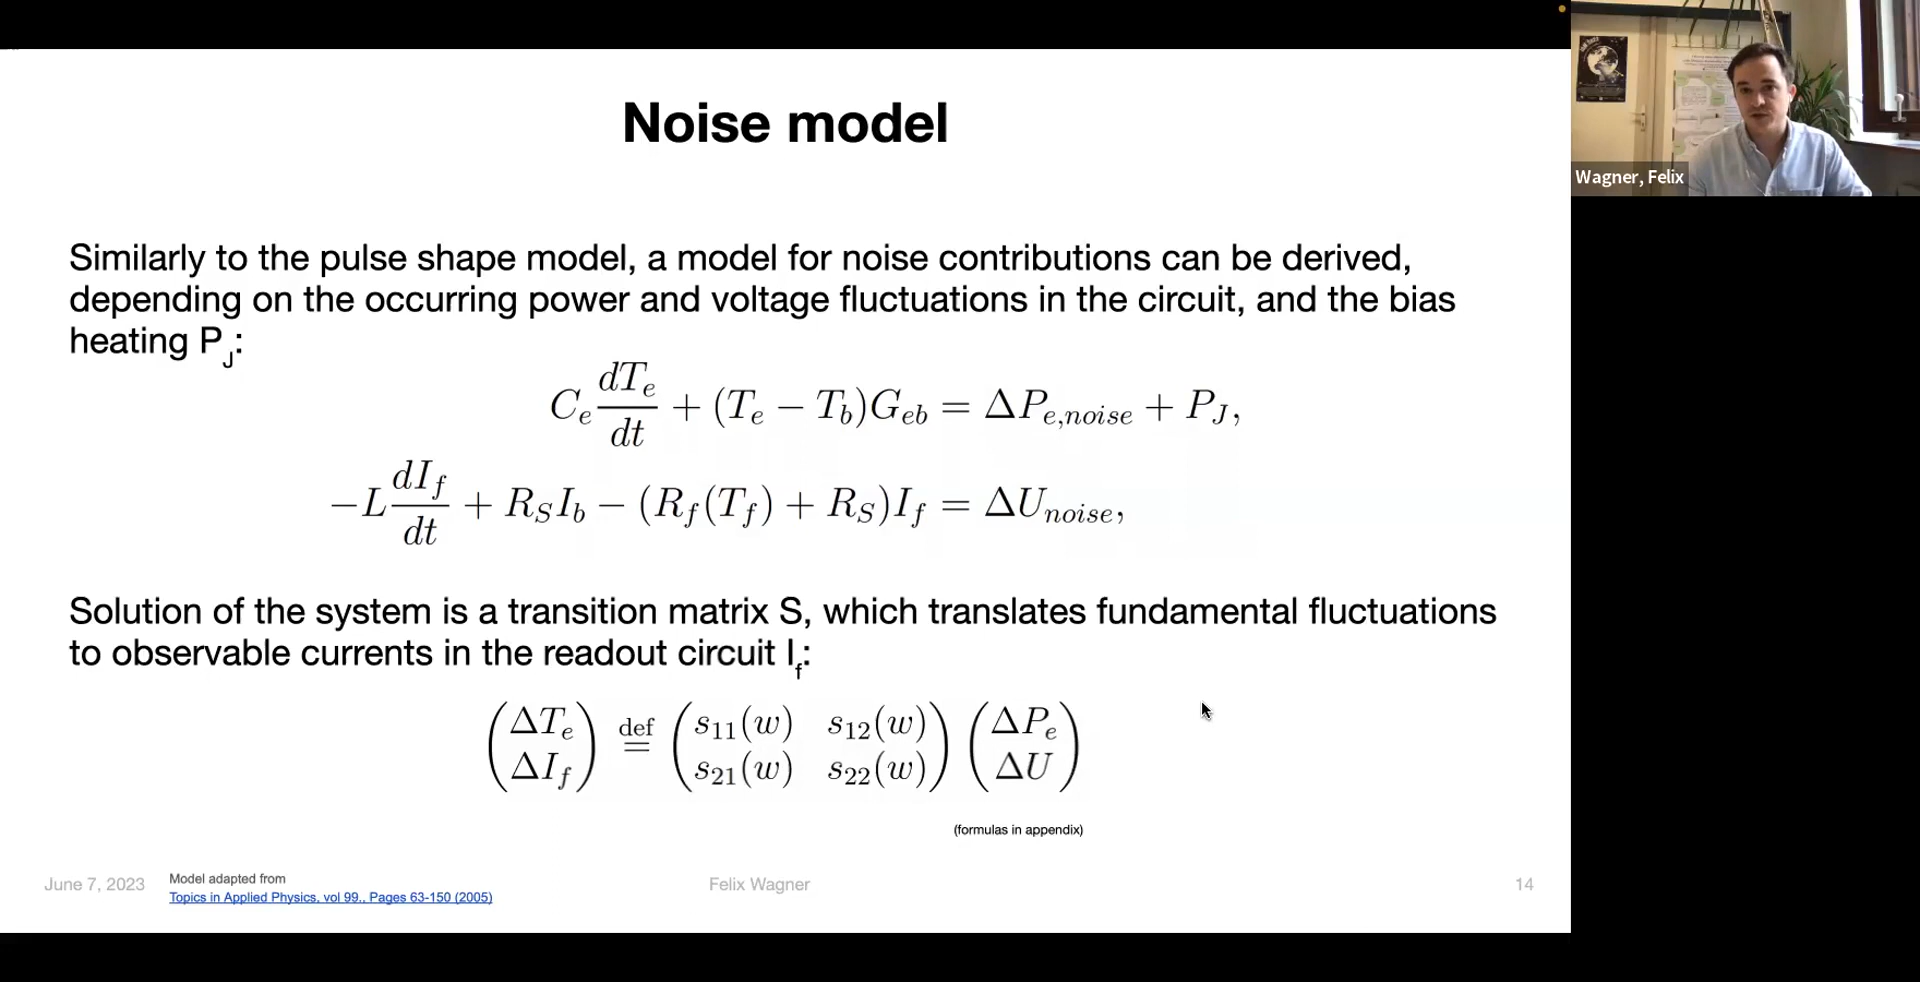 Noise model
Similarly to the pulse shape model, a model for noise contributions can be derived,
depending on the occurring power and voltage fluctuations in the circuit, and the bias
heating P_J:
C_e dT_e/dt + (T_e − T_b)G_eb = ΔP_e,noise + P_J,
−L dI_f/dt + R_S I_b − (R_f(T_f) + R_S)I_f = ΔU_noise,
Solution of the system is a transition matrix S, which translates fundamental fluctuations
to observable currents in the readout circuit I_f:
(ΔT_e ΔI_f) def= (s_11(w) s_12(w) s_21(w) s_22(w)) (ΔP_e ΔU)
(formulas in appendix)
June 7, 2023
Model adapted from
Topics in Applied Physics, vol 99., Pages 63-150 (2005)
Felix Wagner
14
Wagner, Felix